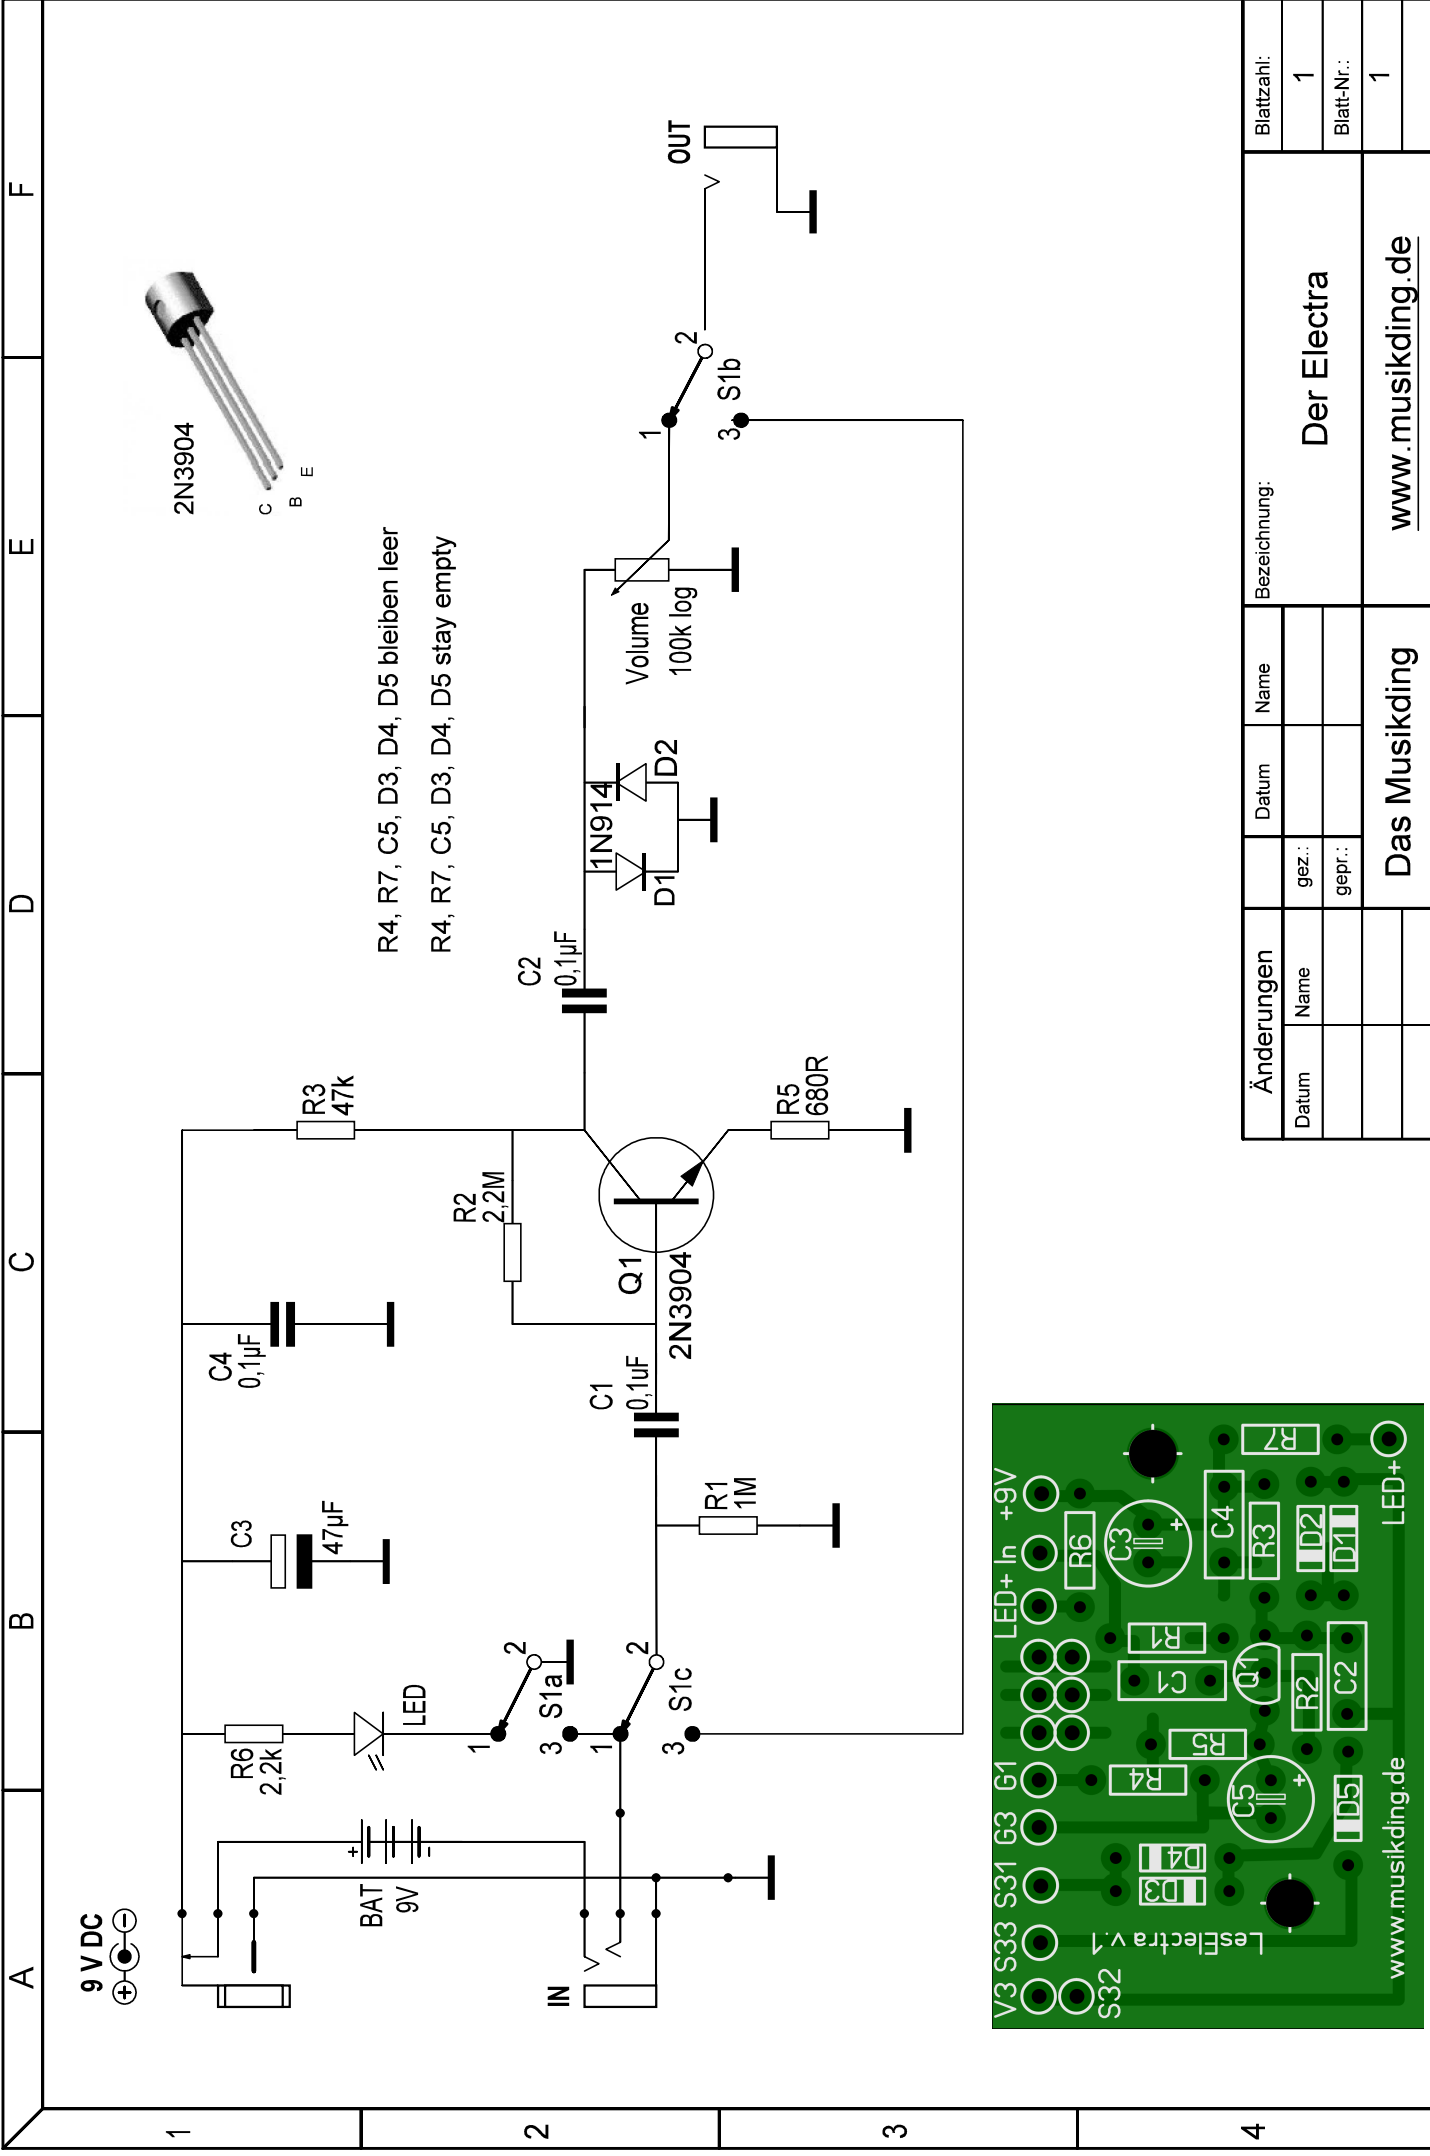 A
B
C
D
E
F
1
2
3
4
9 V DC
+
-
R6
2,2k
LED
BAT
9V
+
-
IN
1
2
3
S1a
1
2
3
S1c
C3
47µF
C4
0,1µF
R1
1M
C1
0,1uF
R2
2,2M
R3
47k
Q1
2N3904
R5
680R
C2
0,1µF
1N914
D1
D2
Volume
100k log
1
2
3
S1b
OUT
R4, R7, C5, D3, D4, D5 bleiben leer
R4, R7, C5, D3, D4, D5 stay empty
2N3904
C
B
E
V3 S33 S31 G3 G1 LED+ In +9V
S32
LesElectra v.1
D3
D4
R4
R5
C5
+
D5
C1
R1
Q1
R2
C2
R6
C3
+
C4
R3
D2
D1
R7
LED+
www.musikding.de
Änderungen
Datum
Name
Datum
Name
gez.:
gepr.:
Das Musikding
Bezeichnung:
Der Electra
www.musikding.de
Blattzahl:
1
Blatt-Nr.:
1